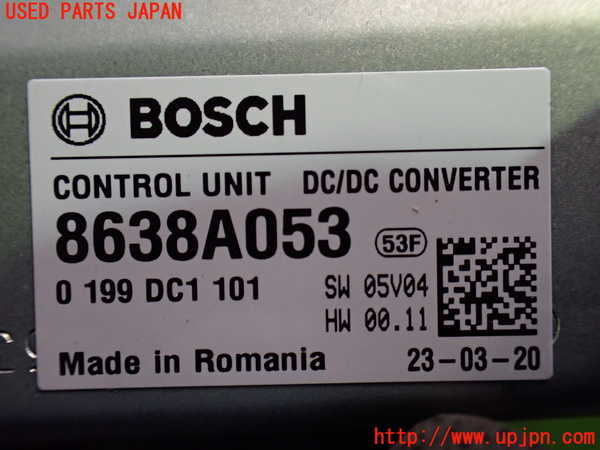 USED PARTS JAPAN
BOSCH
CONTROL UNIT DC/DC CONVERTER
8638A053 53F
0 199 DC1 101 SW 05V04
HW 00.11
Made in Romania 23-03-20
http://www.upjpn.com/